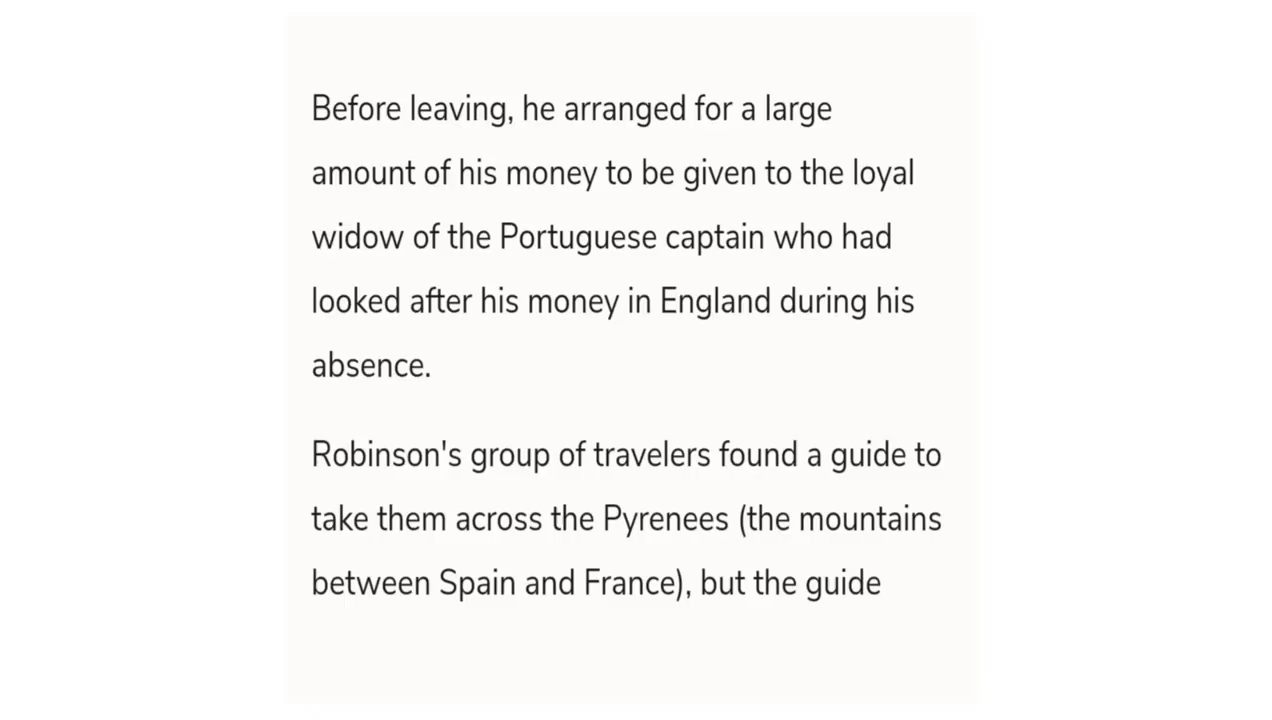 Before leaving, he arranged for a large
amount of his money to be given to the loyal
widow of the Portuguese captain who had
looked after his money in England during his
absence.
Robinson's group of travelers found a guide to
take them across the Pyrenees (the mountains
between Spain and France), but the guide